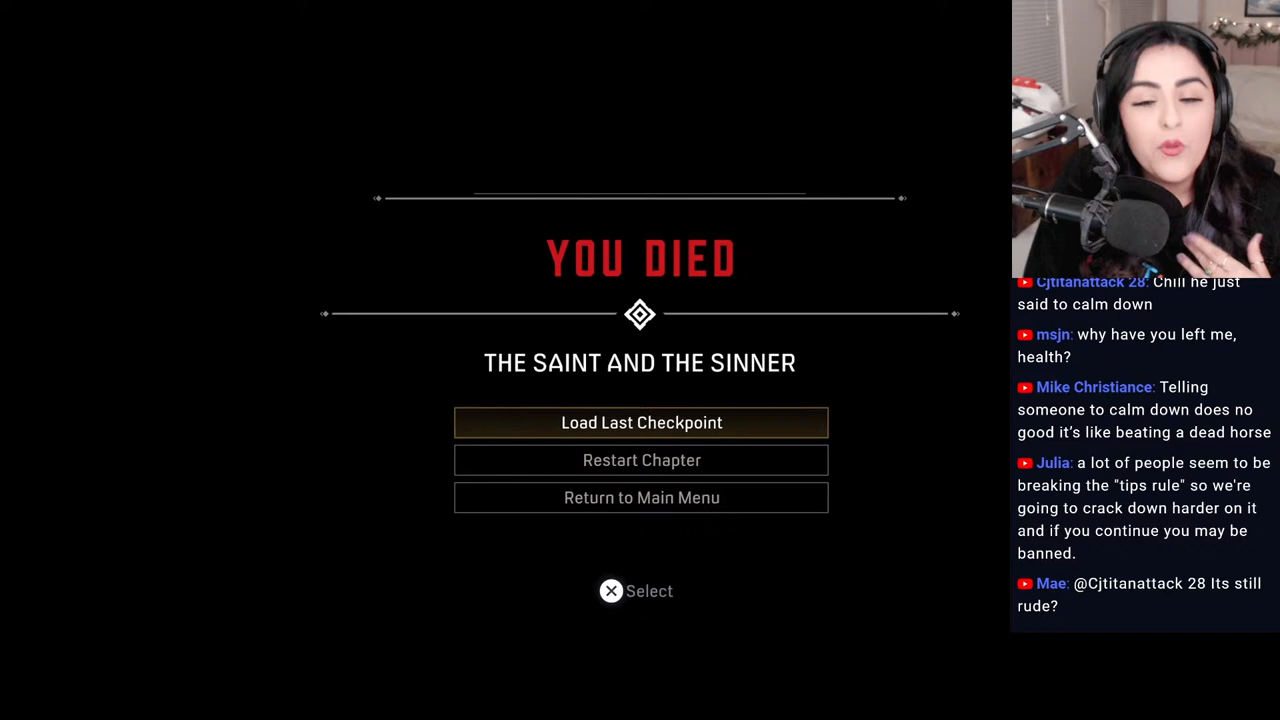 YOU DIED
THE SAINT AND THE SINNER
Load Last Checkpoint
Restart Chapter
Return to Main Menu
Select
Cjtitanattack 28: Chill he just
said to calm down
msjn: why have you left me,
health?
Mike Christiance: Telling
someone to calm down does no
good it’s like beating a dead horse
Julia: a lot of people seem to be
breaking the "tips rule" so we're
going to crack down harder on it
and if you continue you may be
banned.
Mae: @Cjtitanattack 28 Its still
rude?